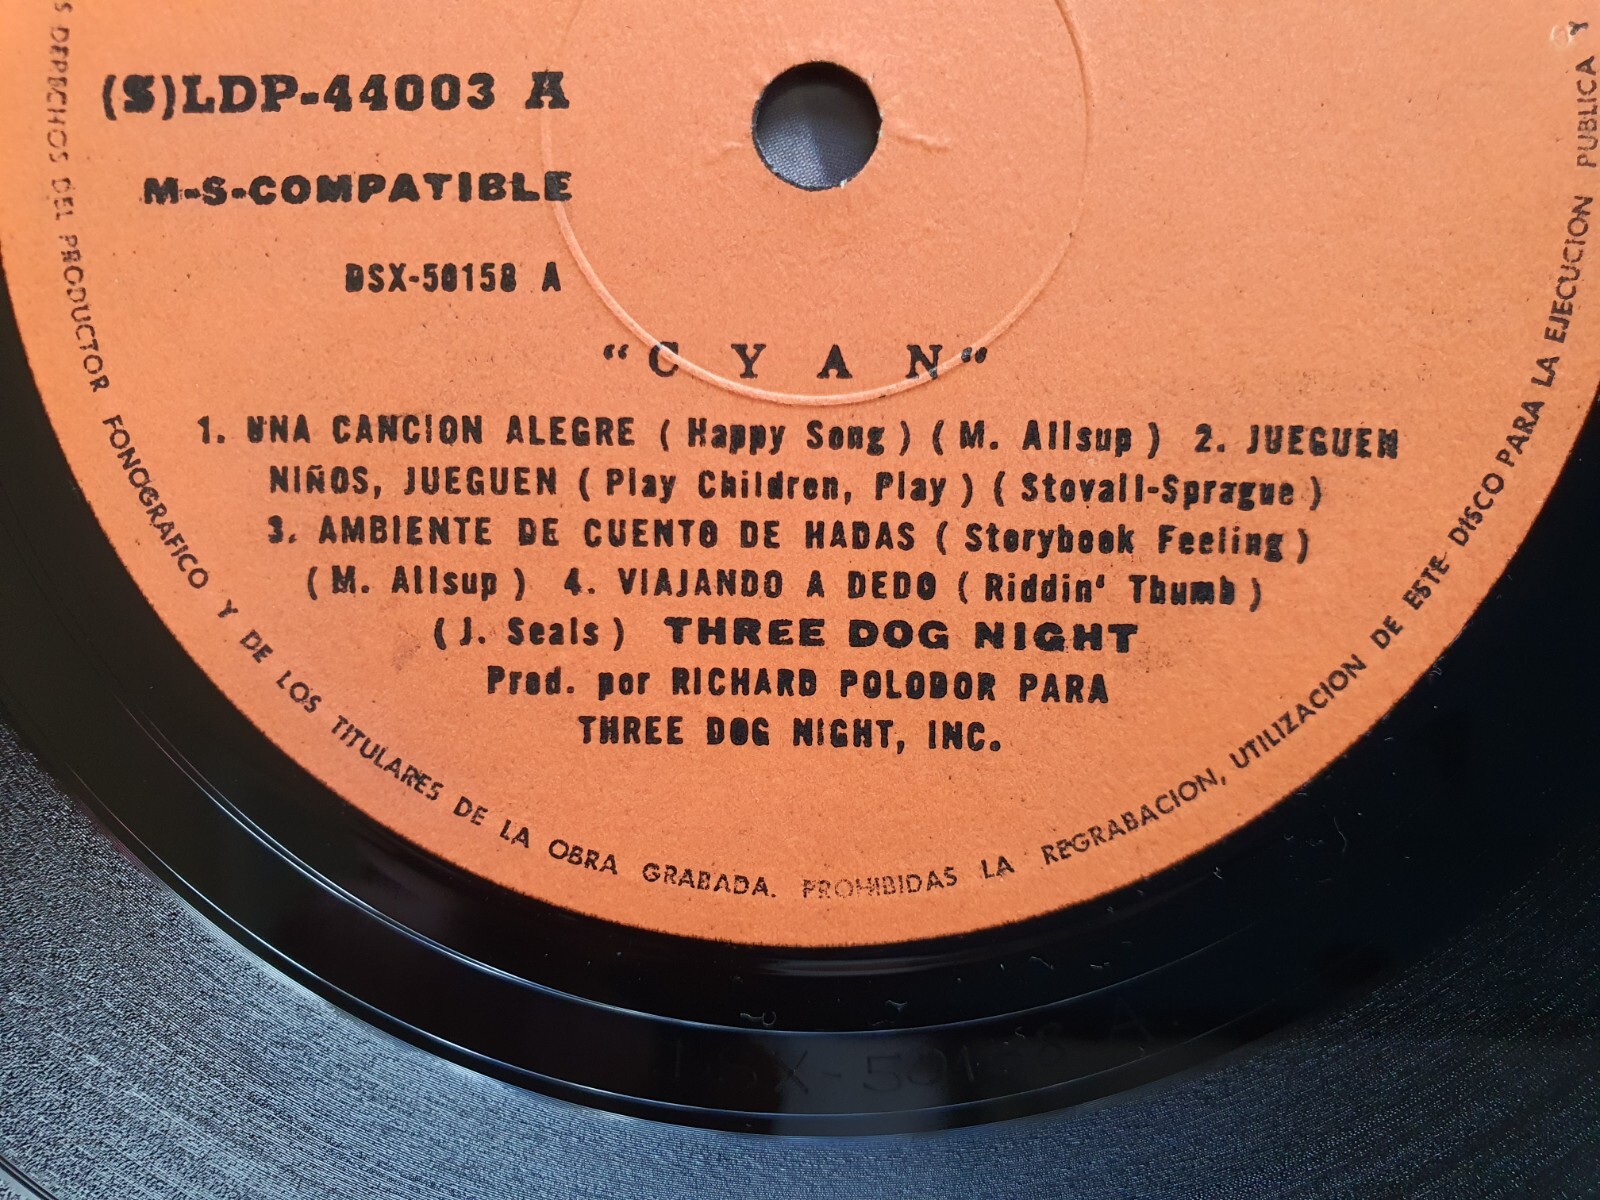 (S)LDP-44003 A
M-S-COMPATIBLE
DSX-50158 A
"CYAN"
1. UNA CANCION ALEGRE (Happy Song) (M. Allsup) 2. JUEGUEN
NIÑOS, JUEGUEN (Play Children, Play) (Stovall-Sprague)
3. AMBIENTE DE CUENTO DE HADAS (Storybook Feeling)
(M. Allsup) 4. VIAJANDO A DEDO (Riddin' Thumb)
(J. Seals) THREE DOG NIGHT
Prod. por RICHARD POLODOR PARA
THREE DOG NIGHT, INC.
DERECHOS DEL PRODUCTOR FONOGRAFICO Y DE LOS TITULARES DE LA OBRA GRABADA. PROHIBIDAS LA REGRABACION, UTILIZACION DE ESTE DISCO PARA LA EJECUCION PUBLICA Y
DSX-50158 A